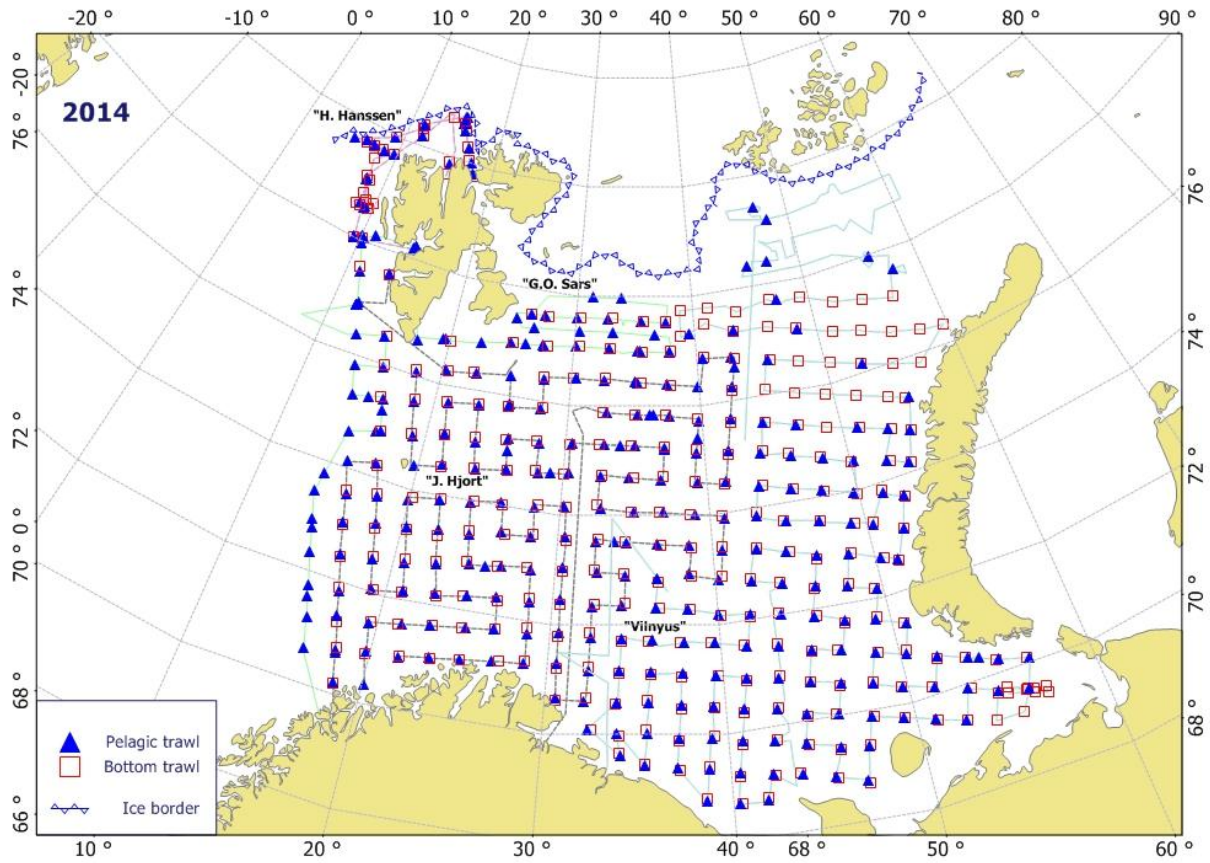 -20 ° -10 ° 0 ° 10 ° 20 ° 30 ° 40 ° 50 ° 60 ° 70 ° 80 ° 90 °
-20 °
2014
"H. Hanssen"
76 °
76 °
74 °
"G.O. Sars"
74 °
72 °
72 °
"J. Hjort"
0 °
70 °
70 °
"Vilnyus"
68 °
68 °
Pelagic trawl
Bottom trawl
Ice border
66 °
10 ° 20 ° 30 ° 40 ° 68 ° 50 ° 60 °